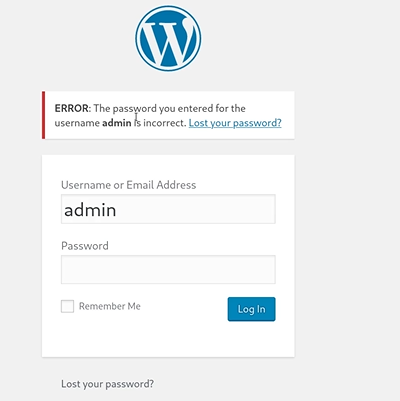 ERROR: The password you entered for the
username admin is incorrect. Lost your password?
Username or Email Address
admin
Password
Remember Me
Log In
Lost your password?